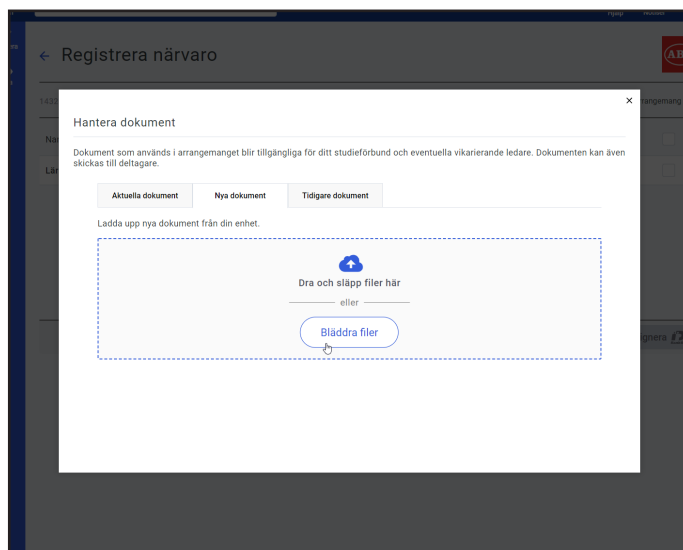 Hjälp
Registrera närvaro
Hantera dokument
Dokument som används i arrangemanget blir tillgängliga för ditt studieförbund och eventuella vikarierande ledare. Dokumenten kan även
skickas till deltagare.
Aktuella dokument Nya dokument Tidigare dokument
Ladda upp nya dokument från din enhet.
Dra och släpp filer här
eller
Bläddra filer